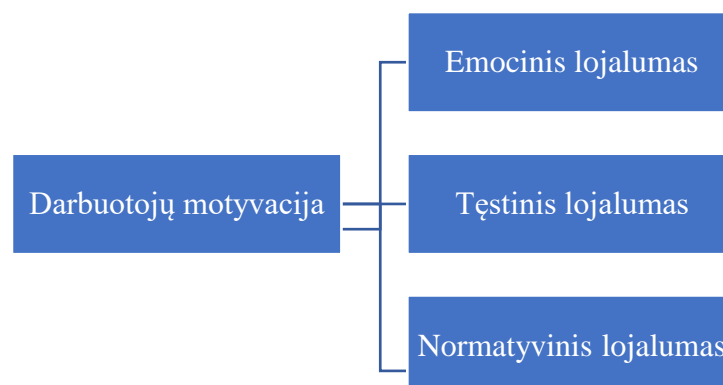 Emocinis lojalumas
Darbuotojų motyvacija
Tęstinis lojalumas
Normatyvinis lojalumas